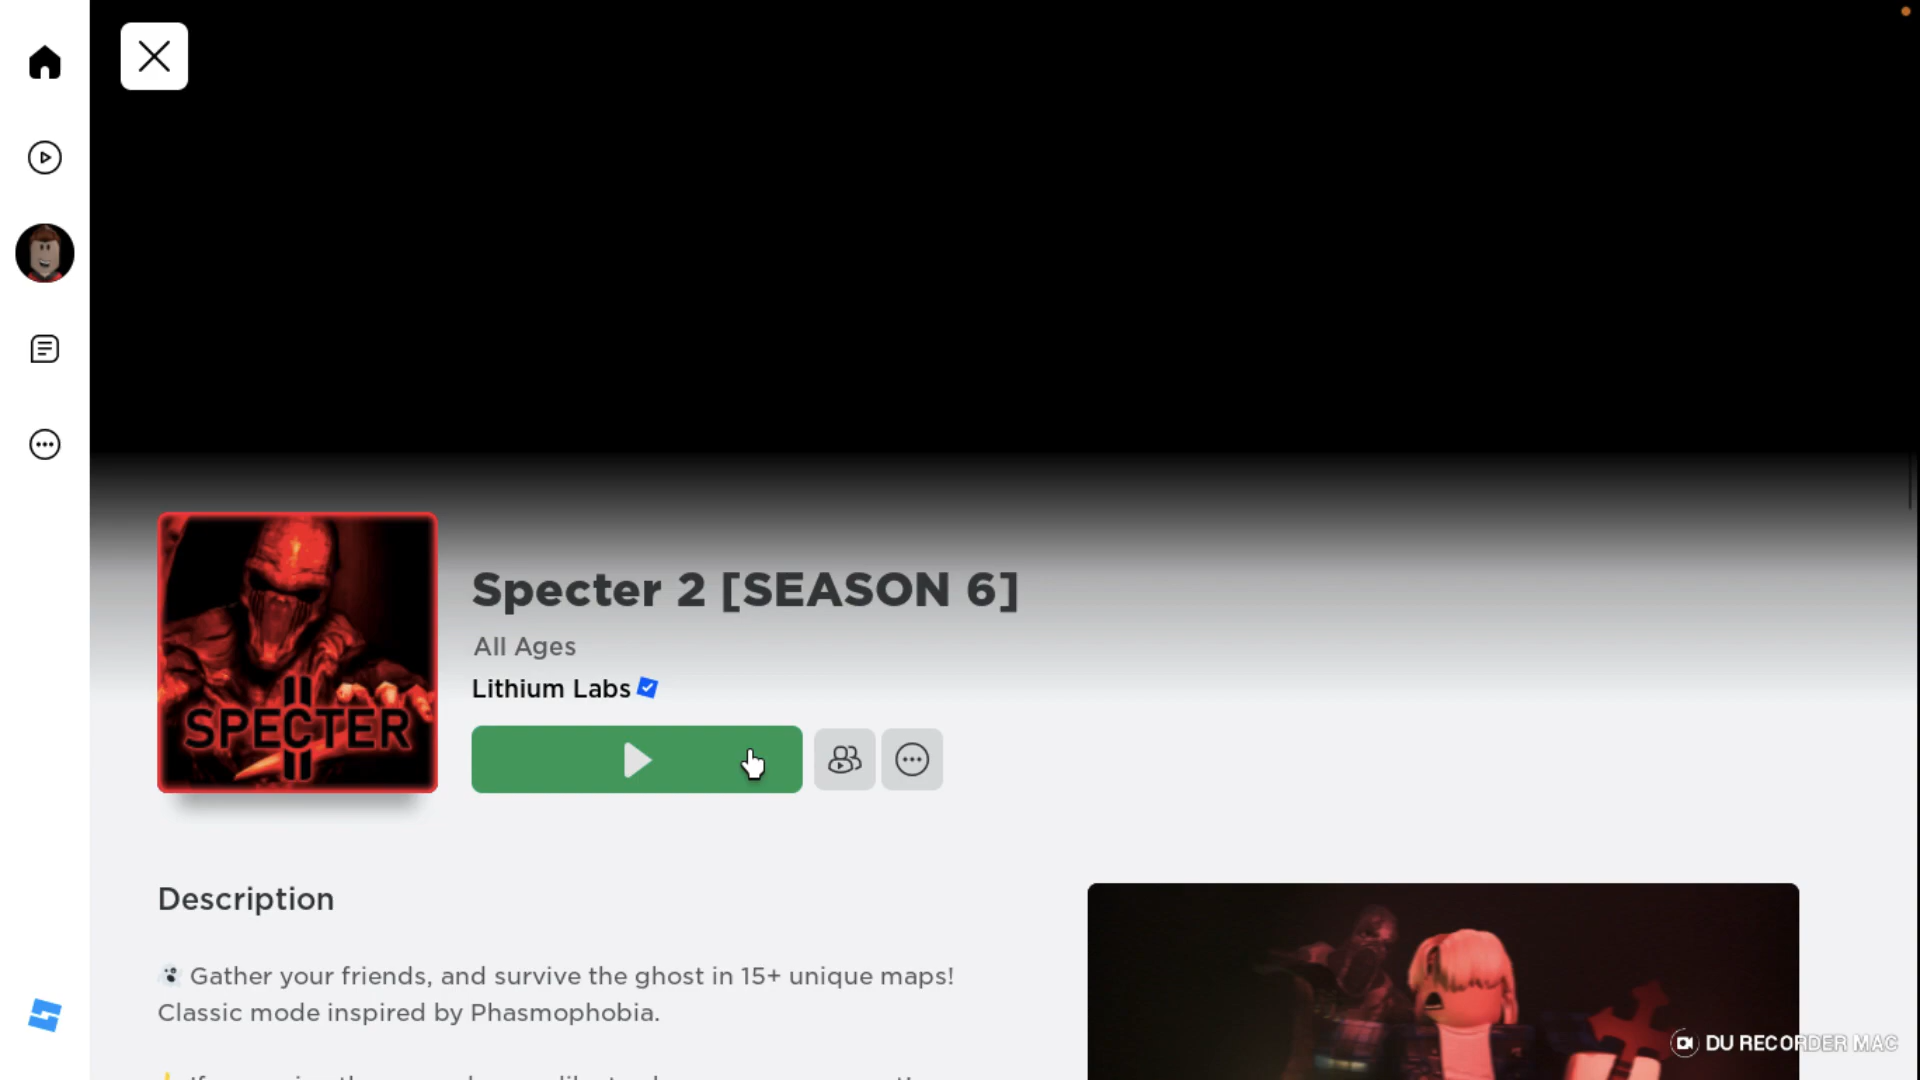 SPECTER
II
Specter 2 [SEASON 6]
All Ages
Lithium Labs
Description
Gather your friends, and survive the ghost in 15+ unique maps!
Classic mode inspired by Phasmophobia.
DU RECORDER MAC